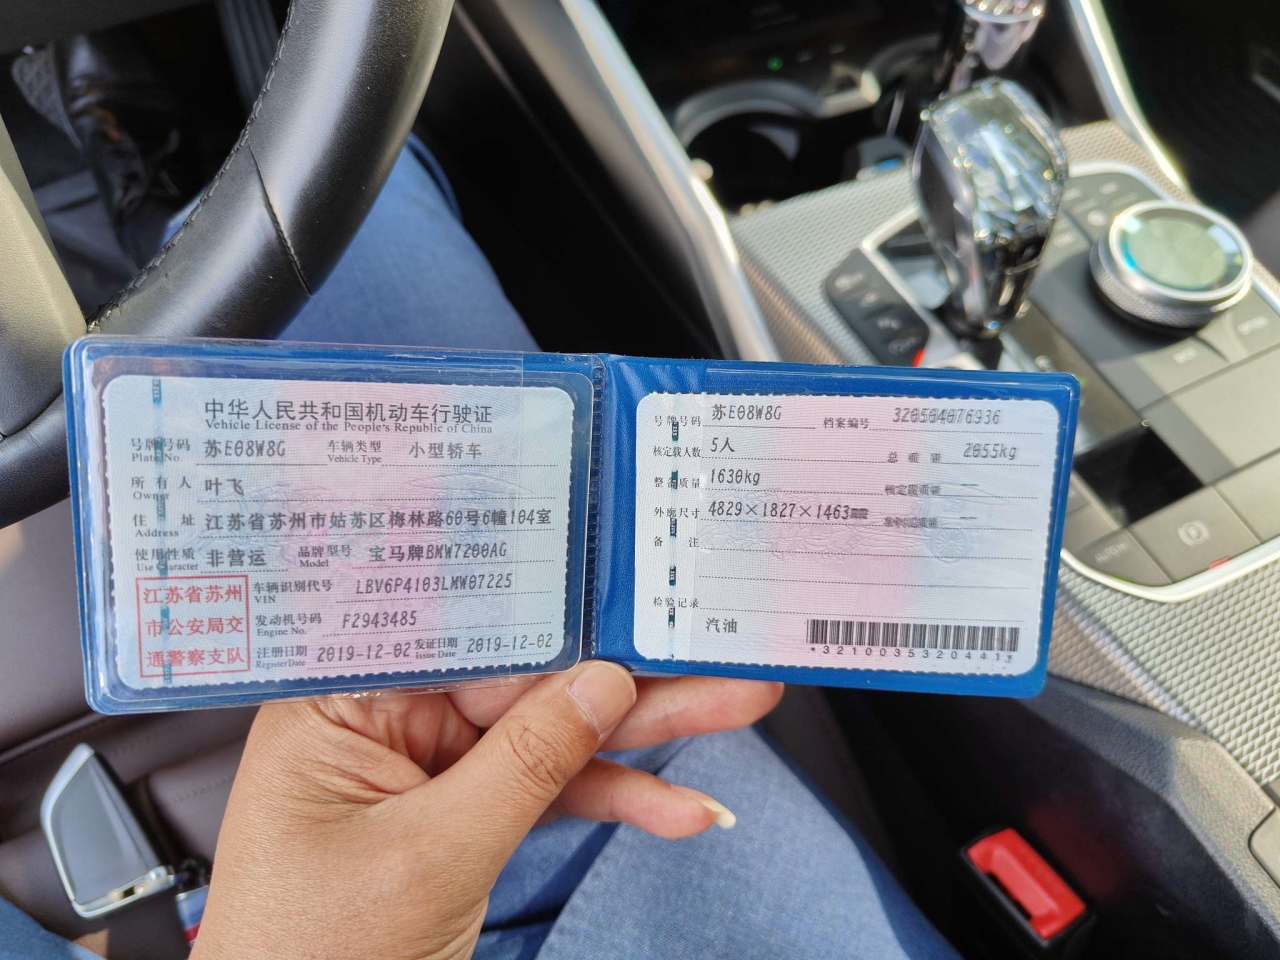 中华人民共和国机动车行驶证
Vehicle License of the People's Republic of China
号牌号码 苏E08W8G 车辆类型 小型轿车
Plate No. Vehicle Type
所有人 叶飞
Owner
住址 江苏省苏州市姑苏区梅林路60号6幢104室
Address
使用性质 非营运 品牌型号 宝马牌BMW7200AG
Use Character Model
江苏省苏州
市公安局交
通警察支队
车辆识别代号 LBV6P4103LMW07225
VIN
发动机号码 F2943485
Engine No.
注册日期 2019-12-02 发证日期 2019-12-02
Register Date Issue Date
号牌号码 苏E08W8G 档案编号 320504076936
核定载人数 5人 总质量 2055kg
整备质量 1630kg 核定载质量
外廓尺寸 4829×1827×1463
备注
检验记录
汽油
*3210035320441*